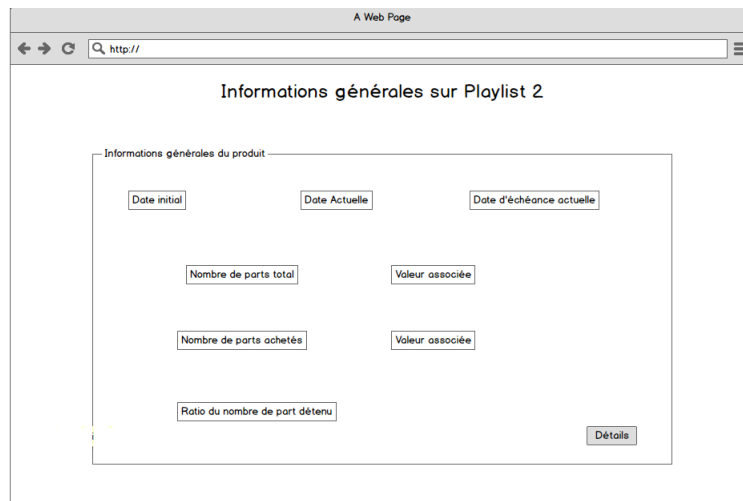 A Web Page
http://
Informations générales sur Playlist 2
Informations générales du produit
Date initial
Date Actuelle
Date d'échéance actuelle
Nombre de parts total
Valeur associée
Nombre de parts achetés
Valeur associée
Ratio du nombre de part détenu
Détails